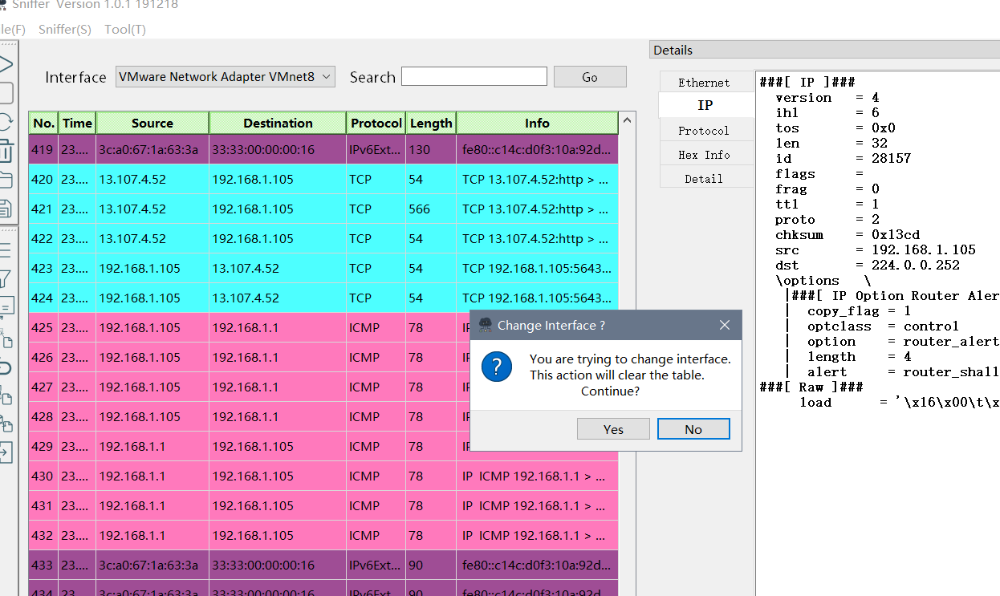 Sniffer Version 1.0.1 191218
le(F) Sniffer(S) Tool(T)
Interface VMware Network Adapter VMnet8 Search Go
No. Time Source Destination Protocol Length Info
419 23.... 3c:a0:67:1a:63:3a 33:33:00:00:00:16 IPv6Ext... 130 fe80::c14c:d0f3:10a:92d...
420 23.... 13.107.4.52 192.168.1.105 TCP 54 TCP 13.107.4.52:http > ...
421 23.... 13.107.4.52 192.168.1.105 TCP 566 TCP 13.107.4.52:http > ...
422 23.... 13.107.4.52 192.168.1.105 TCP 54 TCP 13.107.4.52:http > ...
423 23.... 192.168.1.105 13.107.4.52 TCP 54 TCP 192.168.1.105:5643...
424 23.... 192.168.1.105 13.107.4.52 TCP 54 TCP 192.168.1.105:5643...
425 23.... 192.168.1.105 192.168.1.1 ICMP 78 IP
426 23.... 192.168.1.105 192.168.1.1 ICMP 78 IP
427 23.... 192.168.1.105 192.168.1.1 ICMP 78 IP
428 23.... 192.168.1.105 192.168.1.1 ICMP 78 IP
429 23.... 192.168.1.1 192.168.1.105 ICMP 78 IP
430 23.... 192.168.1.1 192.168.1.105 ICMP 78 IP ICMP 192.168.1.1 > ...
431 23.... 192.168.1.1 192.168.1.105 ICMP 78 IP ICMP 192.168.1.1 > ...
432 23.... 192.168.1.1 192.168.1.105 ICMP 78 IP ICMP 192.168.1.1 > ...
433 23.... 3c:a0:67:1a:63:3a 33:33:00:00:00:16 IPv6Ext... 90 fe80::c14c:d0f3:10a:92d...
434 23.... 3c:a0:67:1a:63:3a 33:33:00:00:00:16 IPv6Ext... 90 fe80::c14c:d0f3:10a:92d...
Change Interface ?
You are trying to change interface.
This action will clear the table.
Continue?
Yes No
Details
Ethernet
IP
Protocol
Hex Info
Detail
###[ IP ]###
version = 4
ihl = 6
tos = 0x0
len = 32
id = 28157
flags =
frag = 0
ttl = 1
proto = 2
chksum = 0x13cd
src = 192.168.1.105
dst = 224.0.0.252
\options \
|###[ IP Option Router Aler
| copy_flag = 1
| optclass = control
| option = router_alert
| length = 4
| alert = router_shall
###[ Raw ]###
load = '\x16\x00\t\x